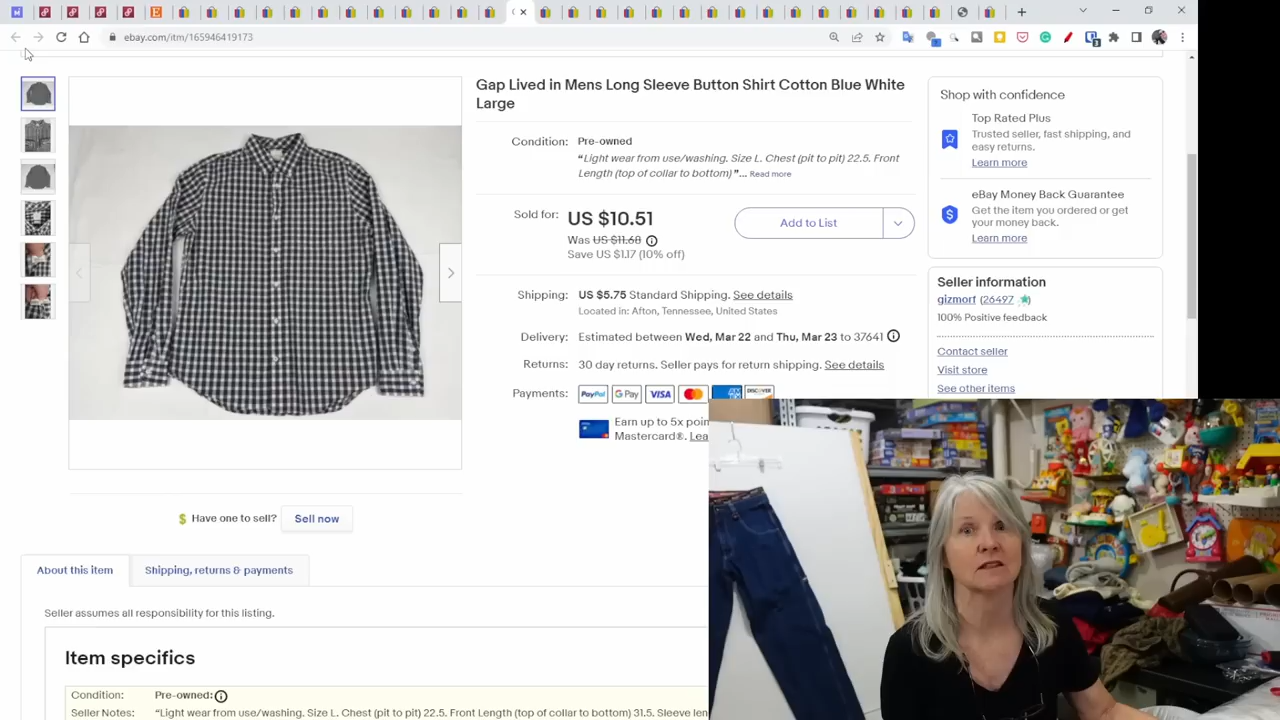 ebay.com/itm/165946419173
Gap Lived in Mens Long Sleeve Button Shirt Cotton Blue White
Large
Condition: Pre-owned
“Light wear from use/washing. Size L. Chest (pit to pit) 22.5. Front
Length (top of collar to bottom)”... Read more
Sold for: US $10.51
Was US $11.68
Save US $1.17 (10% off)
Add to List
Shipping: US $5.75 Standard Shipping. See details
Located in: Afton, Tennessee, United States
Delivery: Estimated between Wed, Mar 22 and Thu, Mar 23 to 37641
Returns: 30 day returns. Seller pays for return shipping. See details
Payments: PayPal G Pay VISA DISCOVER
Earn up to 5x poin
Mastercard®. Lea
Shop with confidence
Top Rated Plus
Trusted seller, fast shipping, and
easy returns.
Learn more
eBay Money Back Guarantee
Get the item you ordered or get
your money back.
Learn more
Seller information
gizmorf (26497)
100% Positive feedback
Contact seller
Visit store
See other items
Have one to sell? Sell now
About this item
Shipping, returns & payments
Seller assumes all responsibility for this listing.
Item specifics
Condition: Pre-owned:
Seller Notes: “Light wear from use/washing. Size L. Chest (pit to pit) 22.5. Front Length (top of collar to bottom) 31.5. Sleeve len